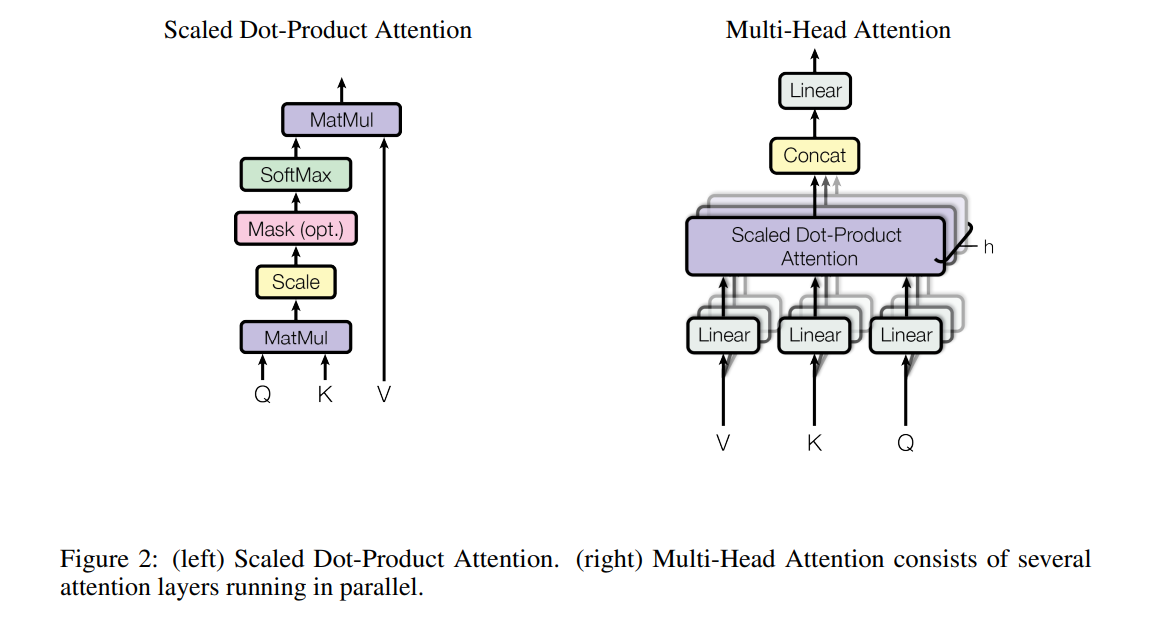 Scaled Dot-Product Attention
MatMul
SoftMax
Mask (opt.)
Scale
MatMul
Q K V
Multi-Head Attention
Linear
Concat
Scaled Dot-Product
Attention
h
Linear Linear Linear
V K Q
Figure 2: (left) Scaled Dot-Product Attention. (right) Multi-Head Attention consists of several
attention layers running in parallel.